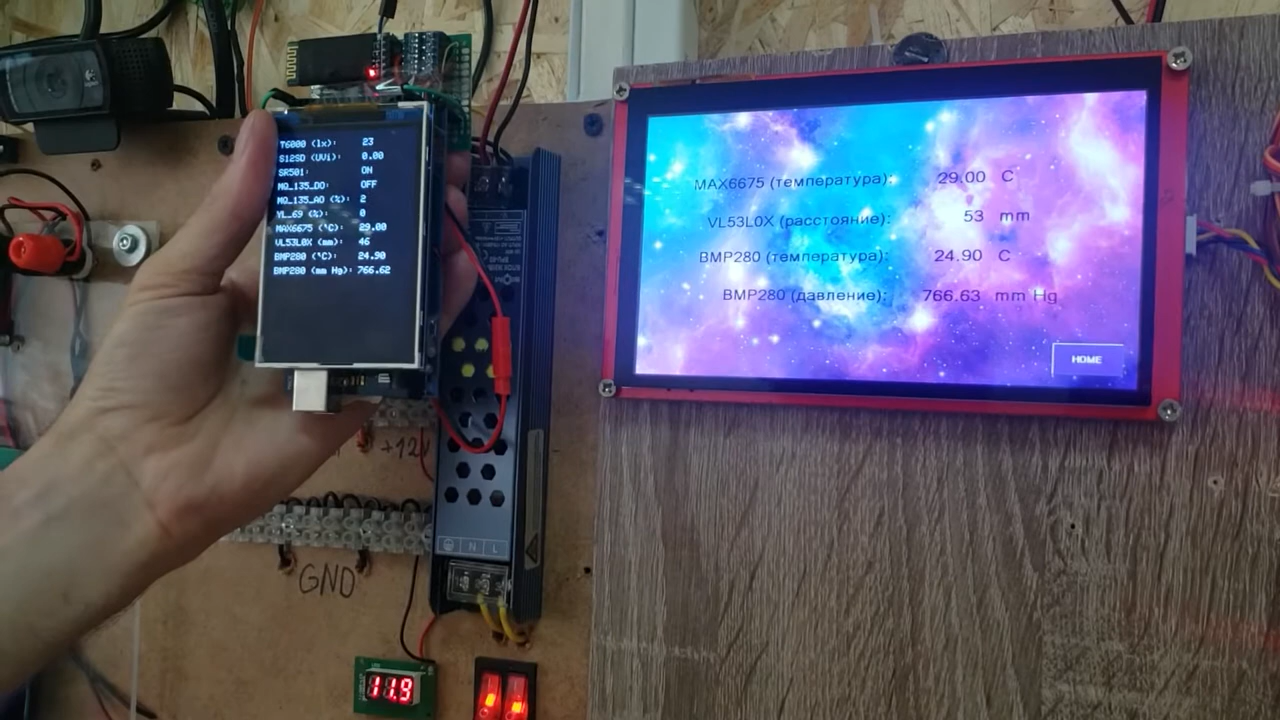 T6000 (lx): 23
S12SD (UVi): 0.00
SR501: ON
MQ_135_DO: OFF
MQ_135_AO (%): 2
YL_69 (%): 0
MAX6675 (°C): 29.00
VL53L0X (mm): 46
BMP280 (°C): 24.90
BMP280 (mm Hg): 766.62
MAX6675 (температура): 29.00 C
VL53L0X (расстояние): 53 mm
BMP280 (температура): 24.90 C
BMP280 (давление): 766.63 mm Hg
HOME
+12V
N L
GND
11.9